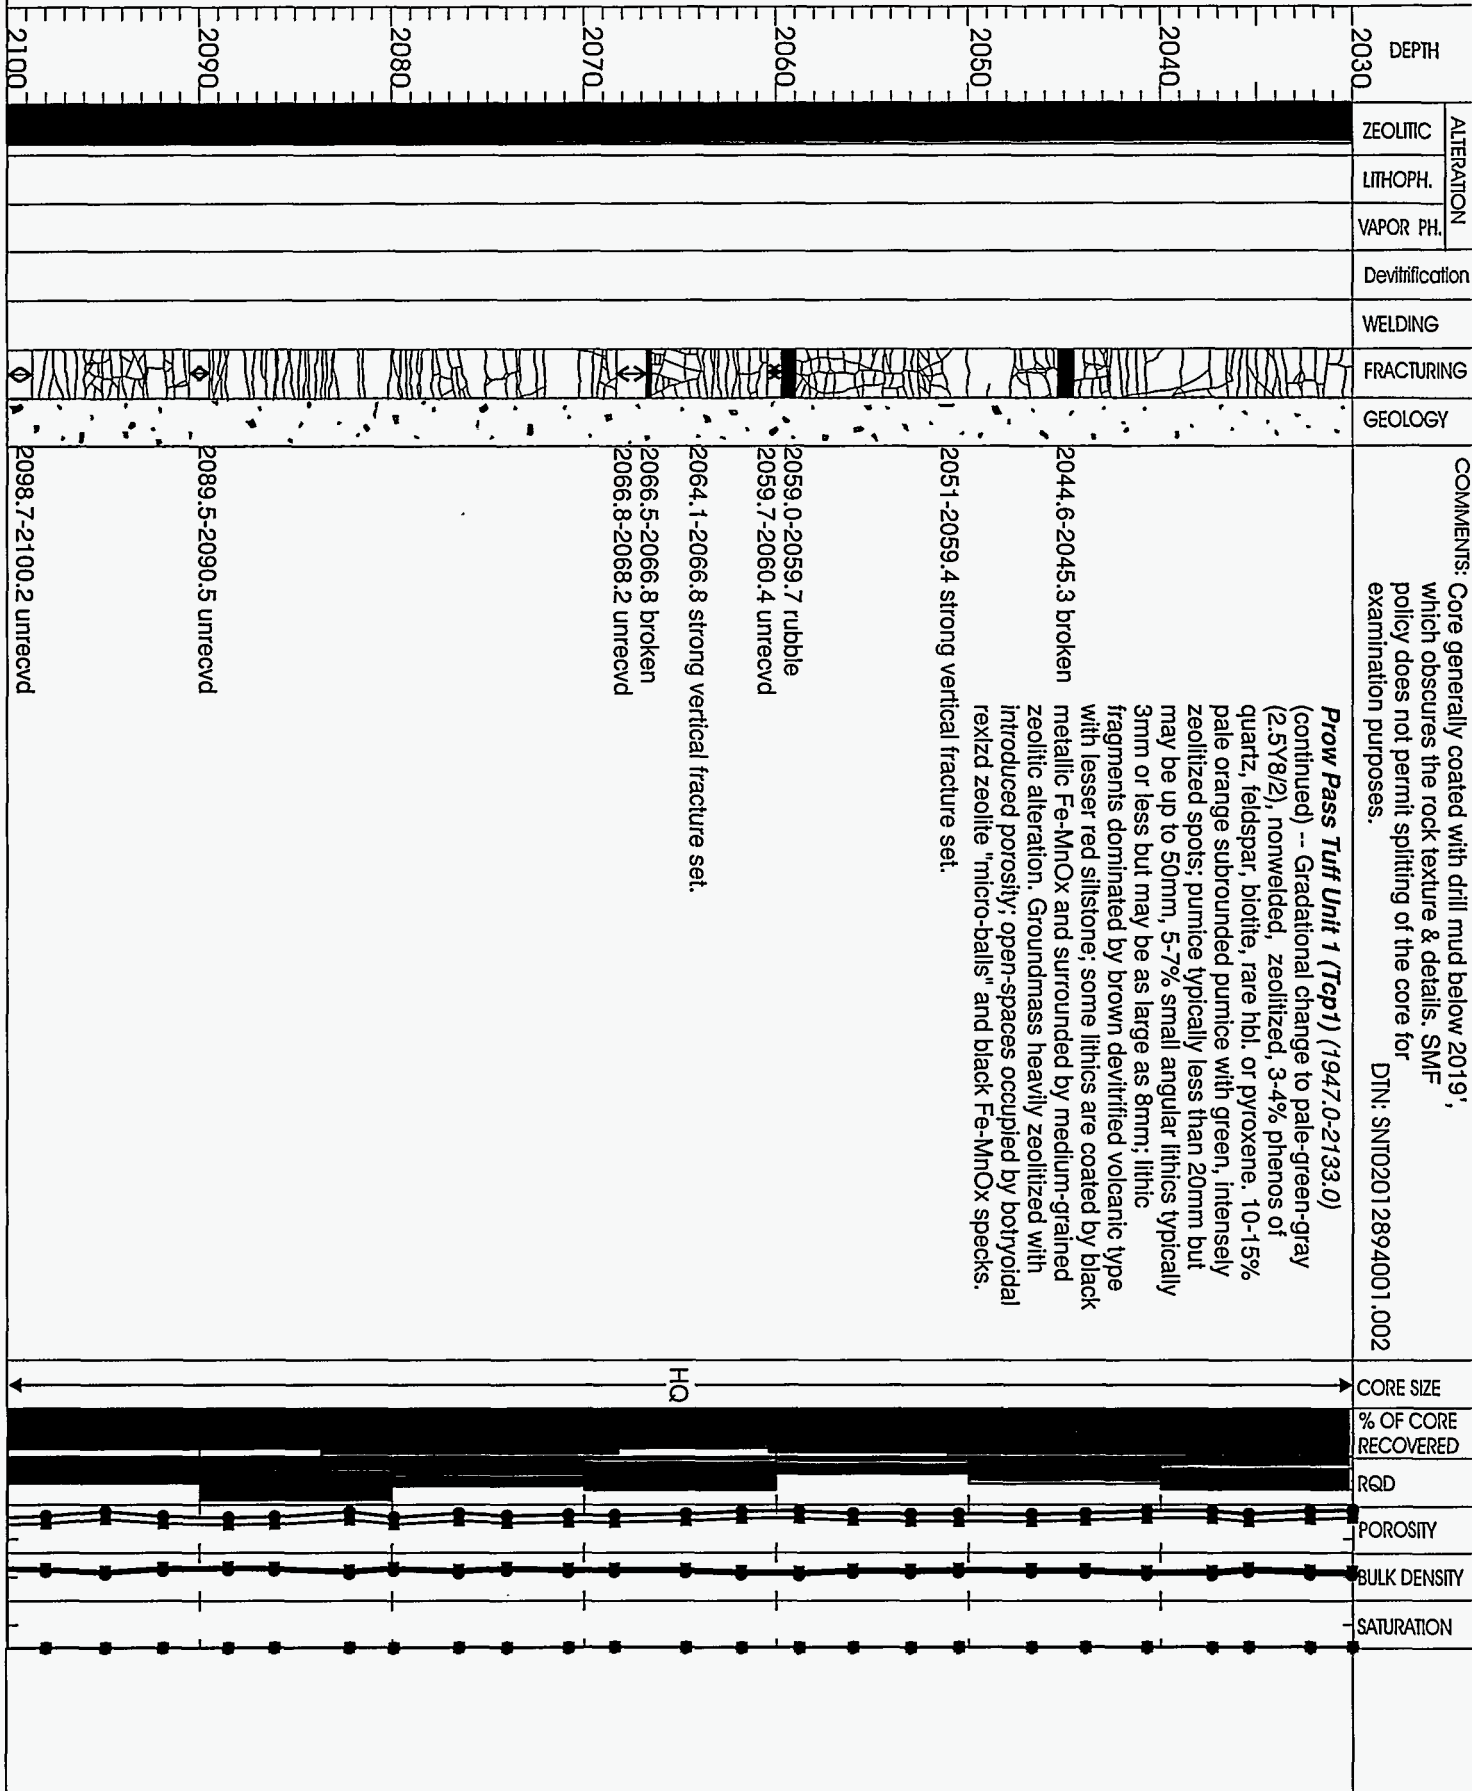 COMMENTS: Core generally coated with drill mud below 2019',
which obscures the rock texture & details. SMF
policy does not permit splitting of the core for
examination purposes.
DTN: SNT02012894001.002
DEPTH
ALTERATION
ZEOLITIC
LITHOPH.
VAPOR PH.
Devitrification
WELDING
FRACTURING
GEOLOGY
CORE SIZE
% OF CORE
RECOVERED
RQD
POROSITY
BULK DENSITY
SATURATION
2030
2040
2050
2060
2070
2080
2090
2100
Prow Pass Tuff Unit 1 (Tcp1) (1947.0-2133.0)
(continued) -- Gradational change to pale-green-gray
(2.5Y8/2), nonwelded, zeolitized, 3-4% phenos of
quartz, feldspar, biotite, rare hbl. or pyroxene. 10-15%
pale orange subrounded pumice with green, intensely
zeolitized spots; pumice typically less than 20mm but
may be up to 50mm, 5-7% small angular lithics typically
3mm or less but may be as large as 8mm; lithic
fragments dominated by brown devitrified volcanic type
with lesser red siltstone; some lithics are coated by black
metallic Fe-MnOx and surrounded by medium-grained
zeolitic alteration. Groundmass heavily zeolitized with
introduced porosity; open-spaces occupied by botryoidal
rexlzd zeolite "micro-balls" and black Fe-MnOx specks.
2044.6-2045.3 broken
2051-2059.4 strong vertical fracture set.
2059.0-2059.7 rubble
2059.7-2060.4 unrecvd
2064.1-2066.8 strong vertical fracture set.
2066.5-2066.8 broken
2066.8-2068.2 unrecvd
2089.5-2090.5 unrecvd
2098.7-2100.2 unrecvd
HQ